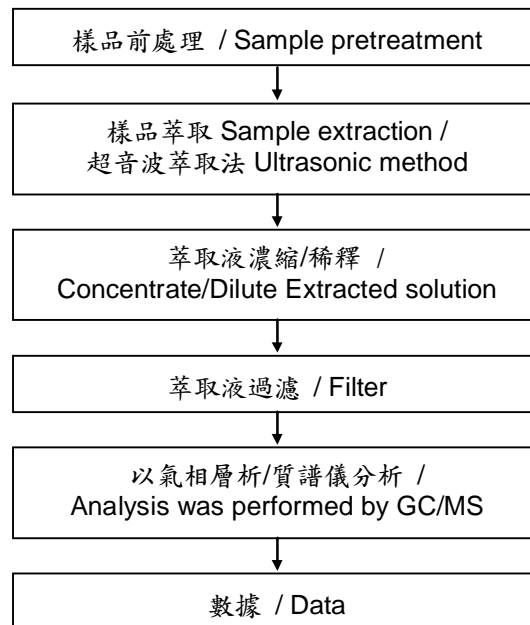 樣品前處理 / Sample pretreatment
樣品萃取 Sample extraction /
超音波萃取法 Ultrasonic method
萃取液濃縮/稀釋 /
Concentrate/Dilute Extracted solution
萃取液過濾 / Filter
以氣相層析/質譜儀分析 /
Analysis was performed by GC/MS
數據 / Data